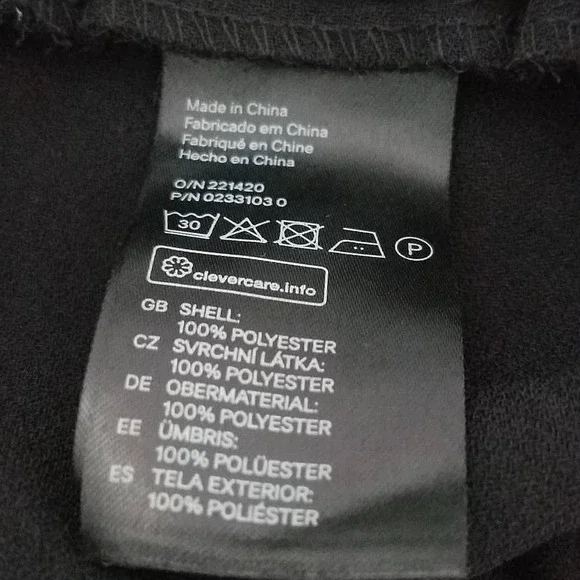 Made in China
Fabricado em China
Fabriqué en Chine
Hecho en China
O/N 221420
P/N 0233103 0
30 P
clevercare.info
GB SHELL:
100% POLYESTER
CZ SVRCHNÍ LÁTKA:
100% POLYESTER
DE OBERMATERIAL:
100% POLYESTER
EE ÜMBRIS:
100% POLÜESTER
ES TELA EXTERIOR:
100% POLIÉSTER